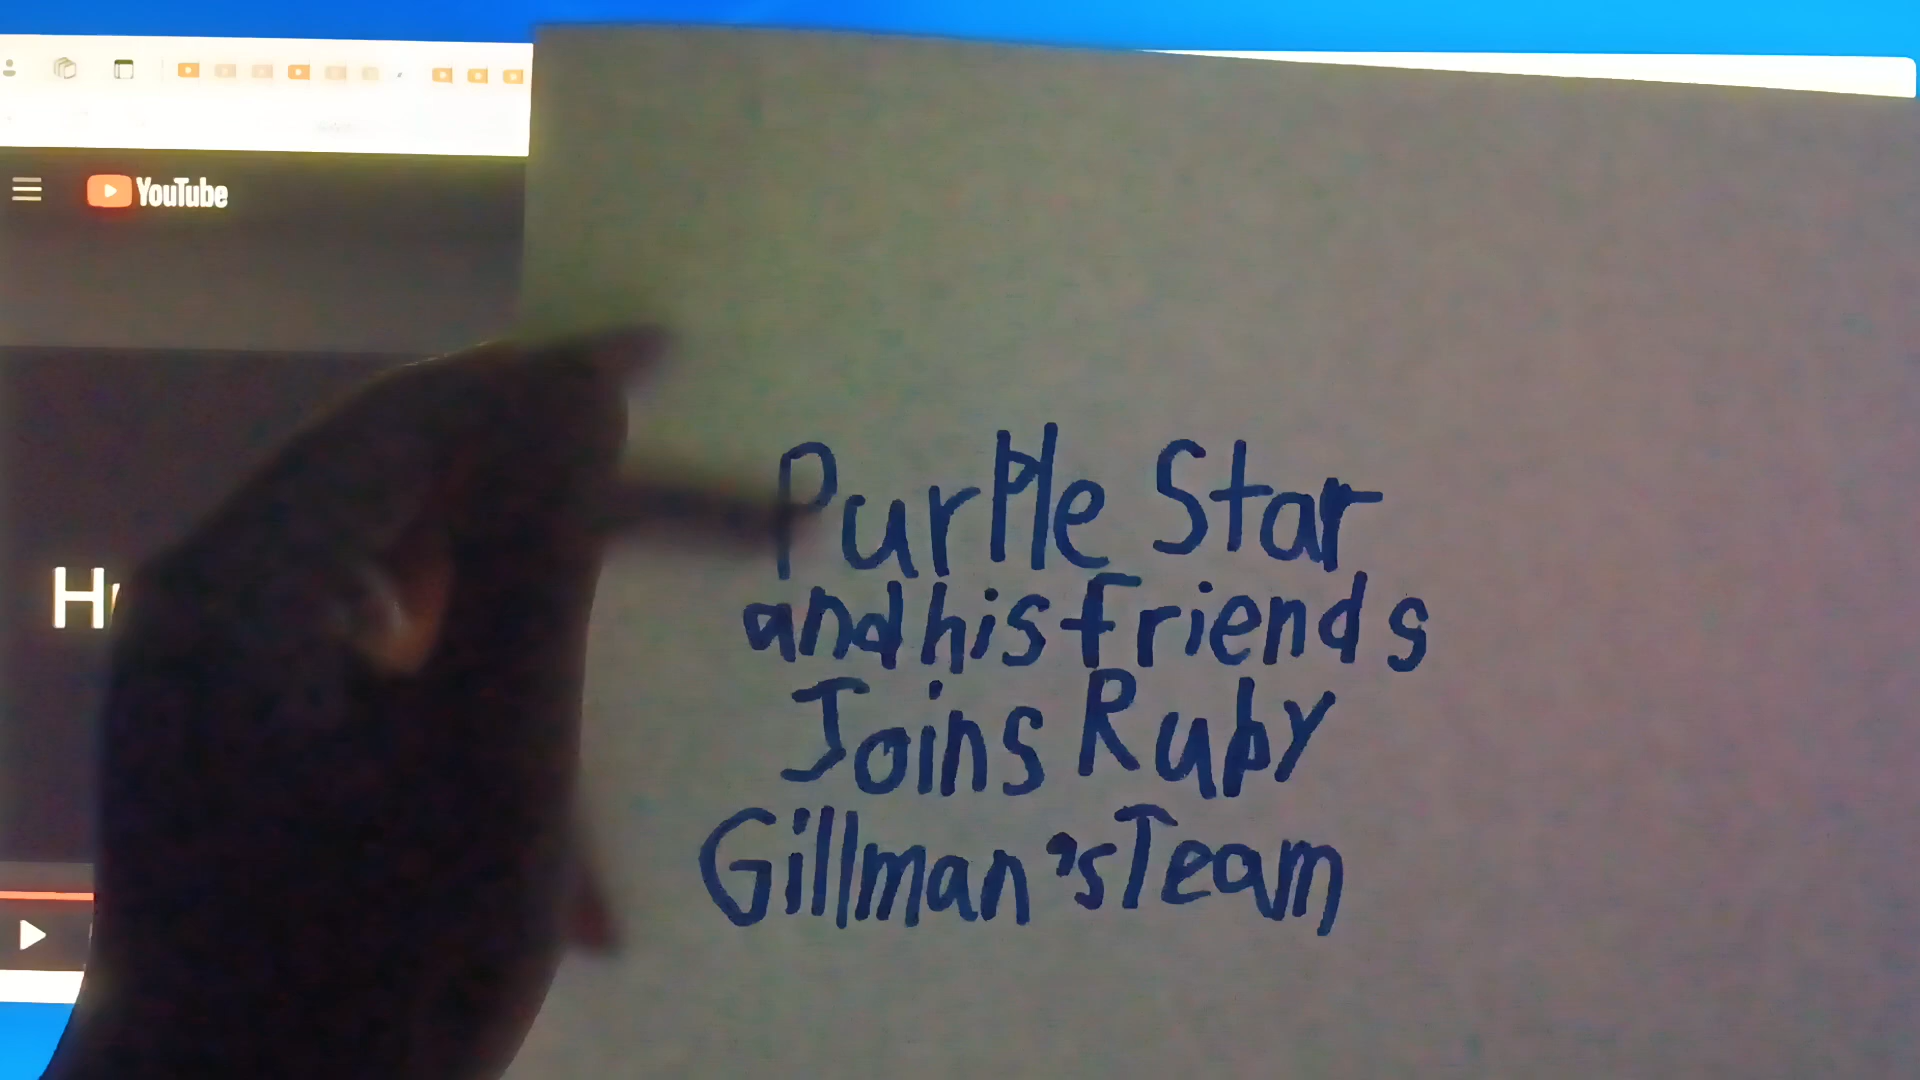 YouTube
Purple Star
and his friends
Joins Ruby
Gillman's Team